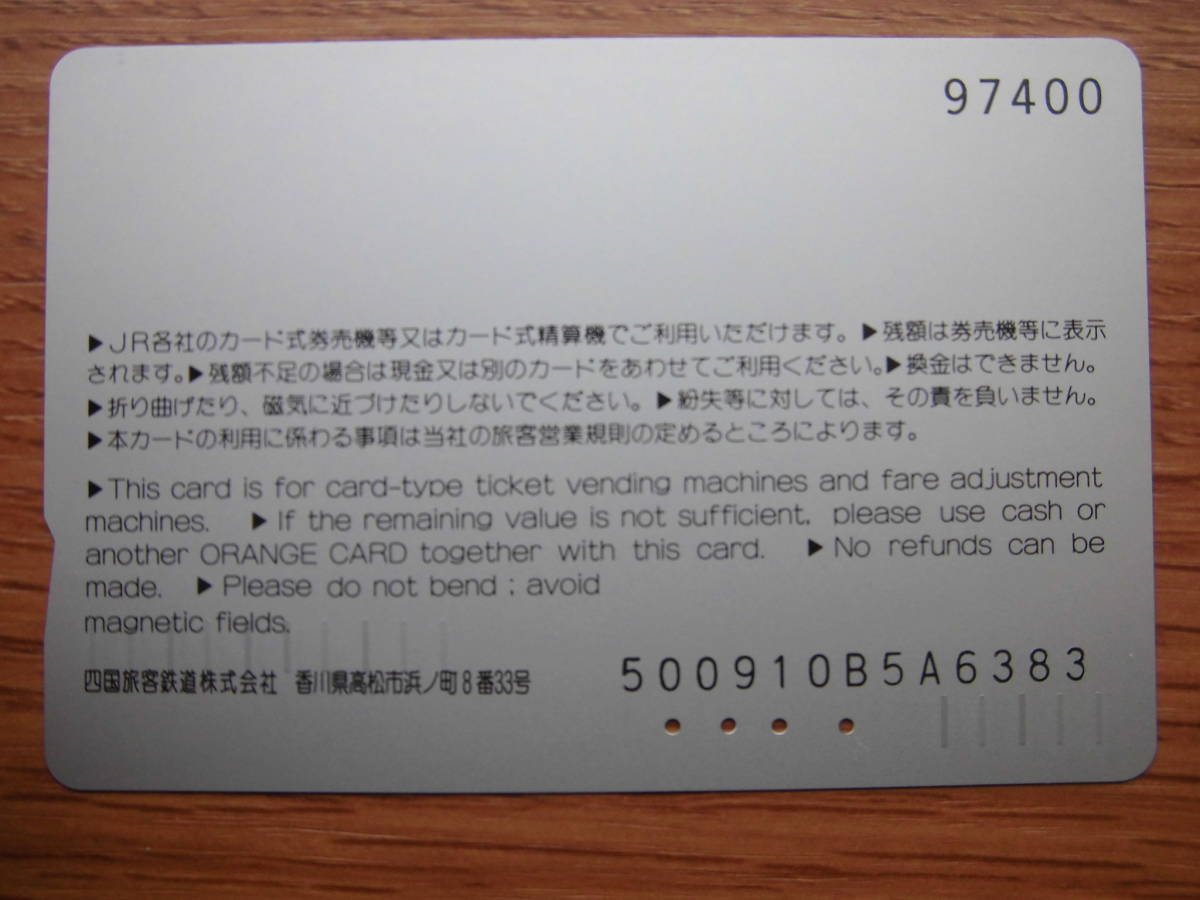 97400
▶JR各社のカード式券売機等又はカード式精算機でご利用いただけます。▶残額は券売機等に表示
されます。▶残額不足の場合は現金又は別のカードをあわせてご利用ください。▶換金はできません。
▶折り曲げたり、磁気に近づけたりしないでください。▶紛失等に対しては、その責を負いません。
▶本カードの利用に係わる事項は当社の旅客営業規則の定めるところによります。
▶This card is for card-type ticket vending machines and fare adjustment
machines. ▶If the remaining value is not sufficient, please use cash or
another ORANGE CARD together with this card. ▶No refunds can be
made. ▶Please do not bend ; avoid
magnetic fields.
四国旅客鉄道株式会社 香川県高松市浜ノ町8番33号
500910B5A6383